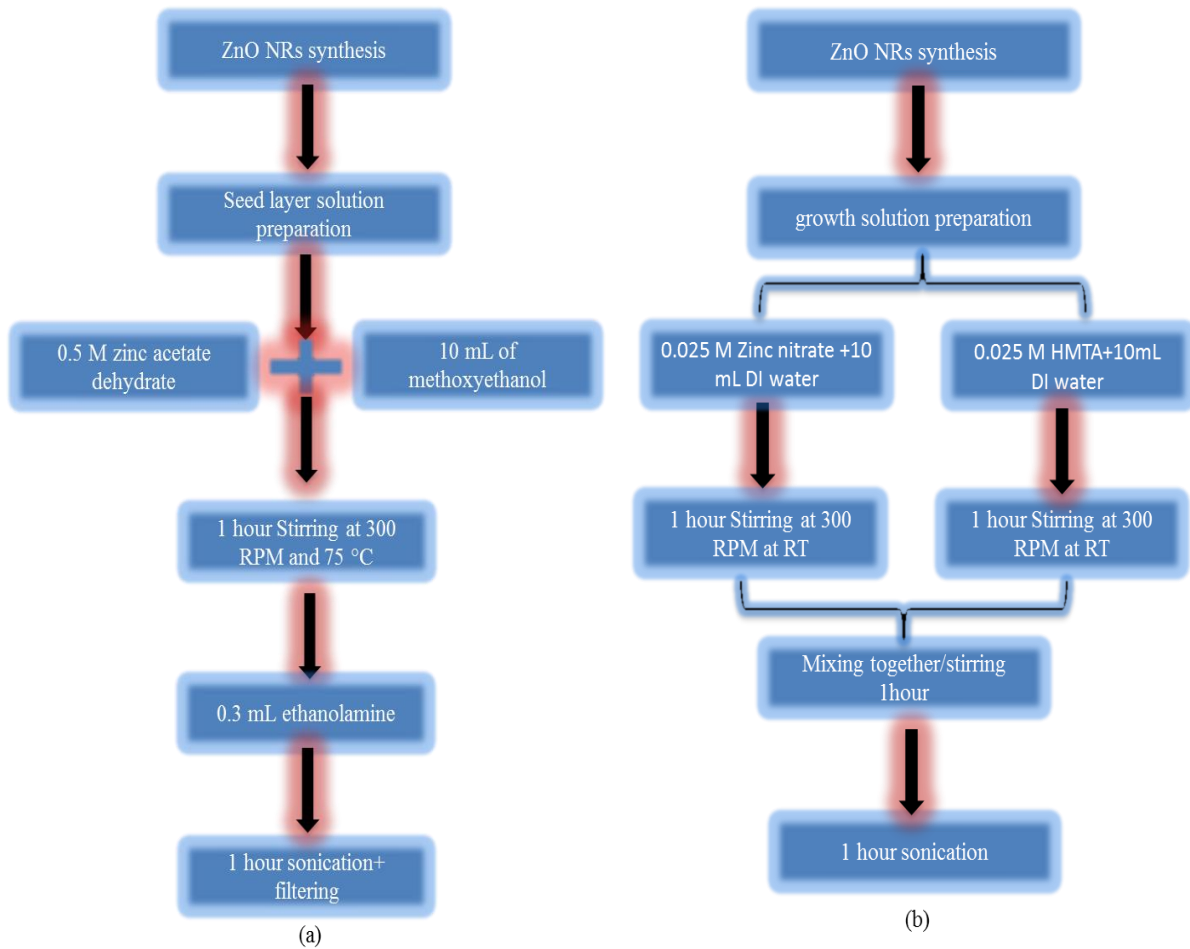 ZnO NRs synthesis
Seed layer solution
preparation
0.5 M zinc acetate
dehydrate
10 mL of
methoxyethanol
1 hour Stirring at 300
RPM and 75 °C
0.3 mL ethanolamine
1 hour sonication+
filtering
(a)
ZnO NRs synthesis
growth solution preparation
0.025 M Zinc nitrate +10
mL DI water
0.025 M HMTA+10mL
DI water
1 hour Stirring at 300
RPM at RT
1 hour Stirring at 300
RPM at RT
Mixing together/stirring
1hour
1 hour sonication
(b)